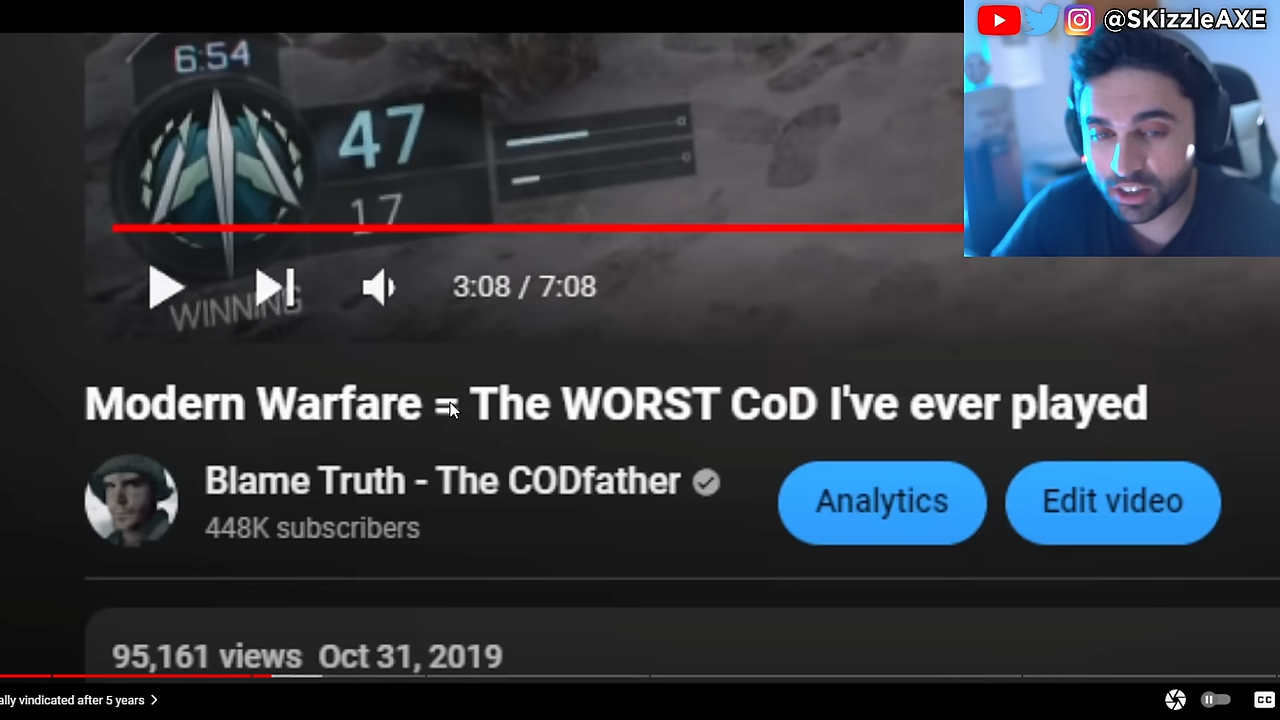 @SKizzleAXE
6:54
47
17
WINNING
3:08 / 7:08
Modern Warfare = The WORST CoD I've ever played
Blame Truth - The CODfather
448K subscribers
Analytics
Edit video
95,161 views Oct 31, 2019
ally vindicated after 5 years
CC